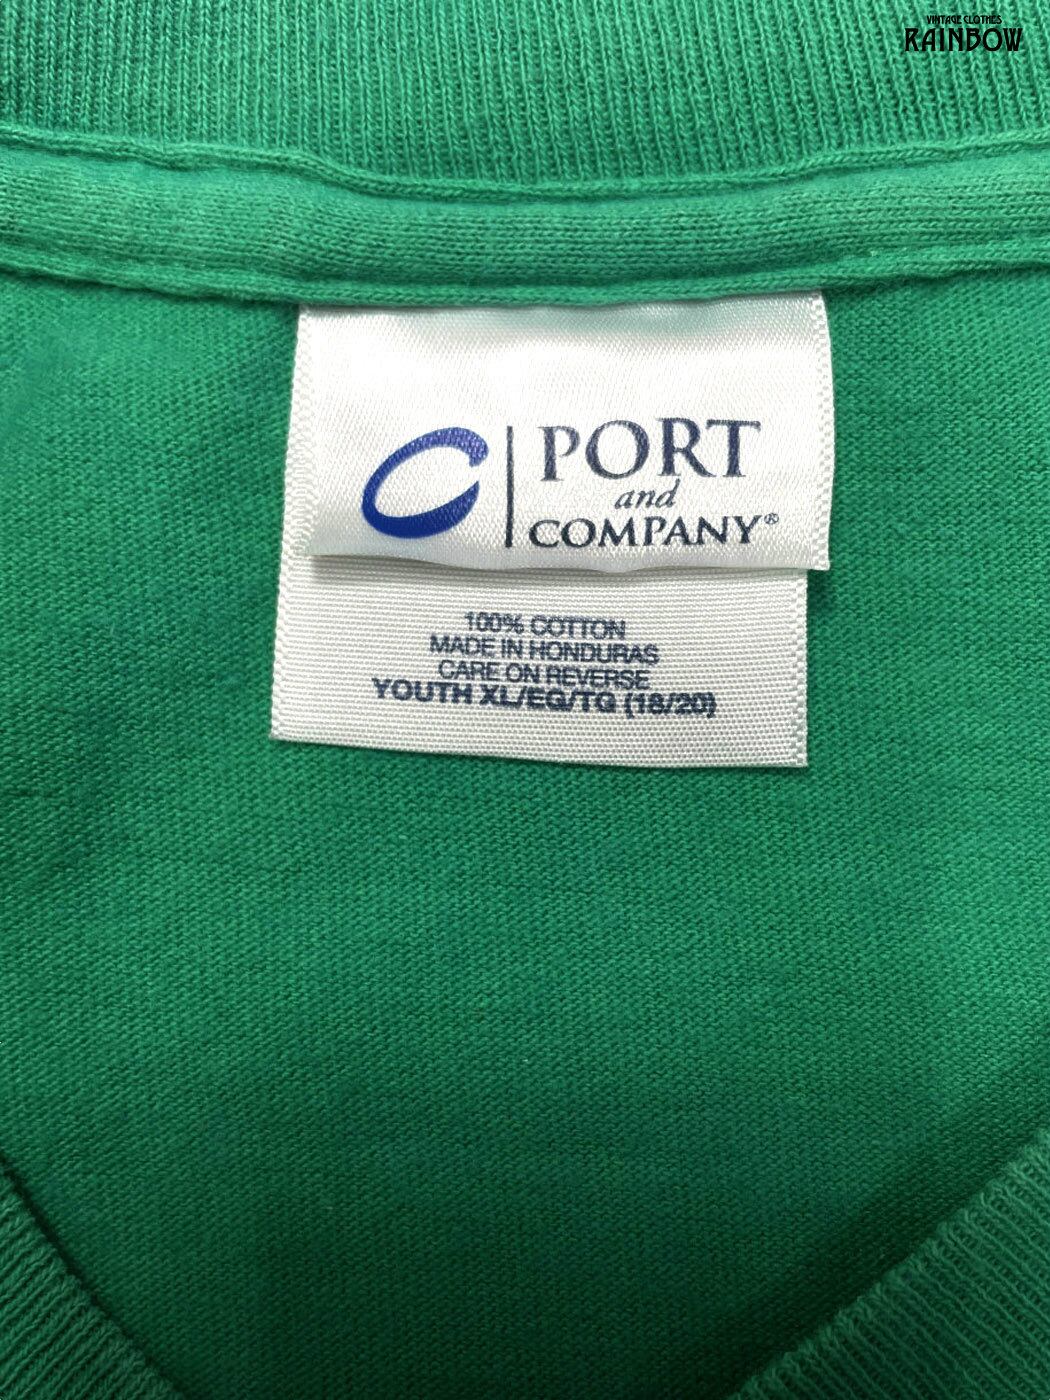 VINTAGE CLOTHES
RAINBOW
PORT
and
COMPANY®
100% COTTON
MADE IN HONDURAS
CARE ON REVERSE
YOUTH XL/EG/TG (18/20)